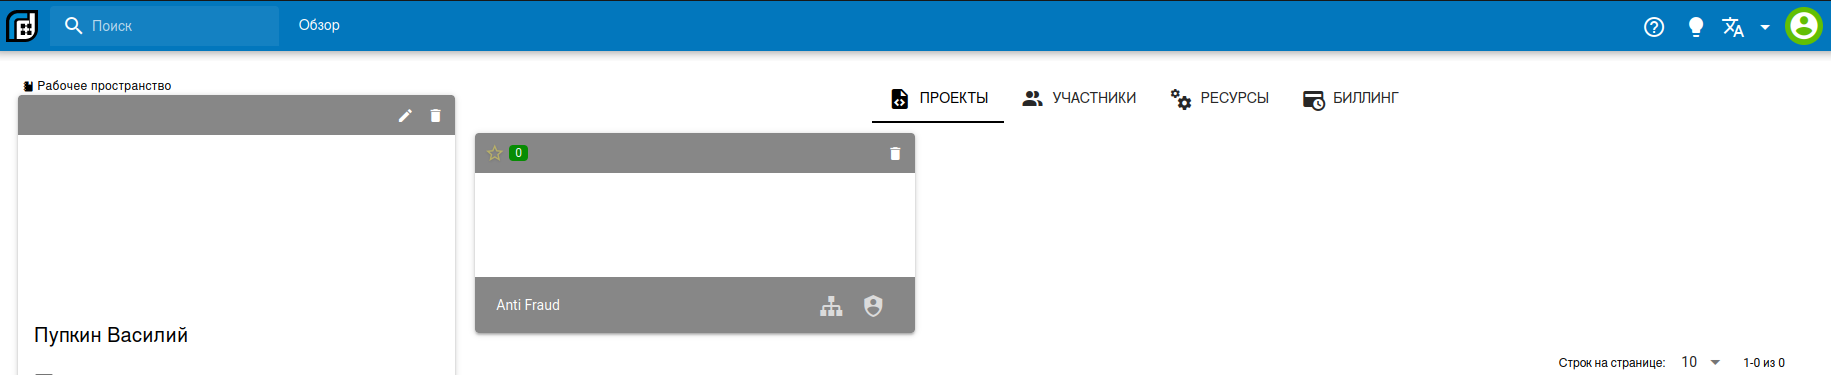 Поиск
Обзор
Рабочее пространство
ПРОЕКТЫ
УЧАСТНИКИ
РЕСУРСЫ
БИЛЛИНГ
0
Anti Fraud
Пупкин Василий
Строк на странице: 10 1-0 из 0